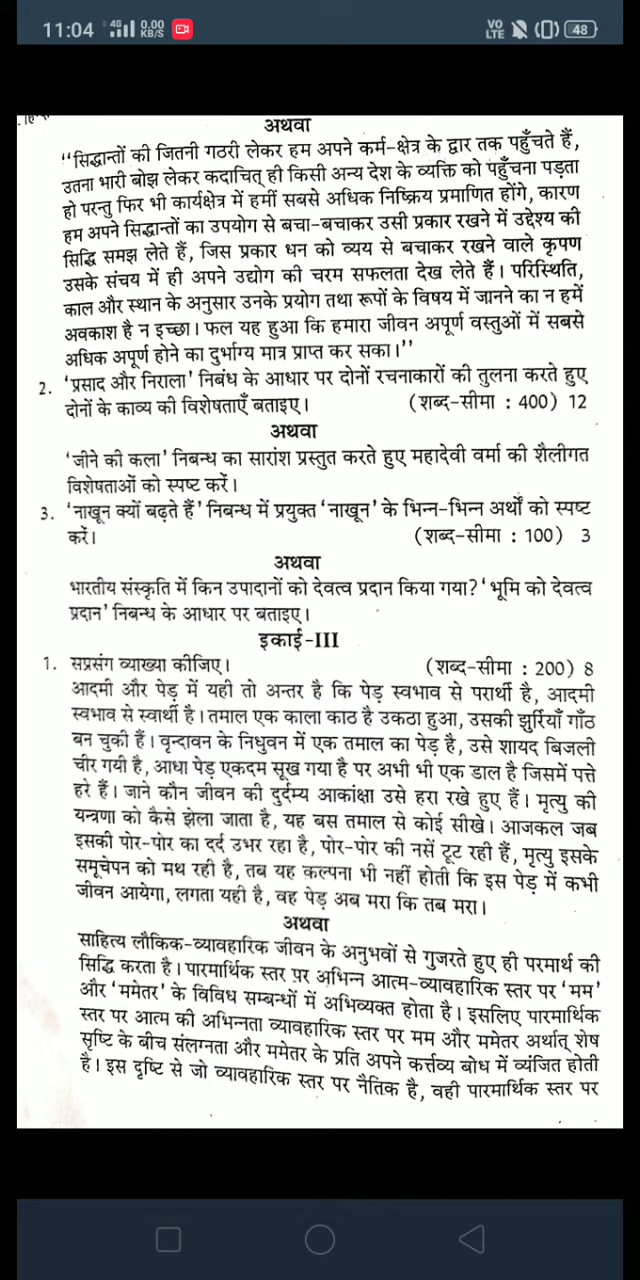 11:04 4G 0.00 KB/S VO LTE 48
अथवा
“सिद्धान्तों की जितनी गठरी लेकर हम अपने कर्म-क्षेत्र के द्वार तक पहुँचते हैं,
उतना भारी बोझ लेकर कदाचित् ही किसी अन्य देश के व्यक्ति को पहुँचना पड़ता
हो परन्तु फिर भी कार्यक्षेत्र में हमीं सबसे अधिक निष्क्रिय प्रमाणित होंगे, कारण
हम अपने सिद्धान्तों का उपयोग से बचा-बचाकर उसी प्रकार रखने में उद्देश्य की
सिद्धि समझ लेते हैं, जिस प्रकार धन को व्यय से बचाकर रखने वाले कृपण
उसके संचय में ही अपने उद्योग की चरम सफलता देख लेते हैं। परिस्थिति,
काल और स्थान के अनुसार उनके प्रयोग तथा रूपों के विषय में जानने का न हमें
अवकाश है न इच्छा। फल यह हुआ कि हमारा जीवन अपूर्ण वस्तुओं में सबसे
अधिक अपूर्ण होने का दुर्भाग्य मात्र प्राप्त कर सका।”
2. ‘प्रसाद और निराला’ निबंध के आधार पर दोनों रचनाकारों की तुलना करते हुए
दोनों के काव्य की विशेषताएँ बताइए। (शब्द-सीमा : 400) 12
अथवा
‘जीने की कला’ निबन्ध का सारांश प्रस्तुत करते हुए महादेवी वर्मा की शैलीगत
विशेषताओं को स्पष्ट करें।
3. ‘नाखून क्यों बढ़ते हैं’ निबन्ध में प्रयुक्त ‘नाखून’ के भिन्न-भिन्न अर्थों को स्पष्ट
करें। (शब्द-सीमा : 100) 3
अथवा
भारतीय संस्कृति में किन उपादानों को देवत्व प्रदान किया गया? ‘भूमि को देवत्व
प्रदान’ निबन्ध के आधार पर बताइए।
इकाई-III
1. सप्रसंग व्याख्या कीजिए। (शब्द-सीमा : 200) 8
आदमी और पेड़ में यही तो अन्तर है कि पेड़ स्वभाव से परार्थी है, आदमी
स्वभाव से स्वार्थी है। तमाल एक काला काठ है उकठा हुआ, उसकी झुर्रियाँ गाँठ
बन चुकी हैं। वृन्दावन के निधुवन में एक तमाल का पेड़ है, उसे शायद बिजली
चीर गयी है, आधा पेड़ एकदम सूख गया है पर अभी भी एक डाल है जिसमें पत्ते
हरे हैं। जाने कौन जीवन की दुर्दम्य आकांक्षा उसे हरा रखे हुए हैं। मृत्यु की
यन्त्रणा को कैसे झेला जाता है, यह बस तमाल से कोई सीखे। आजकल जब
इसकी पोर-पोर का दर्द उभर रहा है, पोर-पोर की नसें टूट रही हैं, मृत्यु इसके
समूचेपन को मथ रही है, तब यह कल्पना भी नहीं होती कि इस पेड़ में कभी
जीवन आयेगा, लगता यही है, वह पेड़ अब मरा कि तब मरा।
अथवा
साहित्य लौकिक-व्यावहारिक जीवन के अनुभवों से गुजरते हुए ही परमार्थ की
सिद्धि करता है। पारमार्थिक स्तर पर अभिन्न आत्म-व्यावहारिक स्तर पर ‘मम’
और ‘ममेतर’ के विविध सम्बन्धों में अभिव्यक्त होता है। इसलिए पारमार्थिक
स्तर पर आत्म की अभिन्नता व्यावहारिक स्तर पर मम और ममेतर अर्थात् शेष
सृष्टि के बीच संलग्नता और ममेतर के प्रति अपने कर्त्तव्य बोध में व्यंजित होती
है। इस दृष्टि से जो व्यावहारिक स्तर पर नैतिक है, वही पारमार्थिक स्तर पर